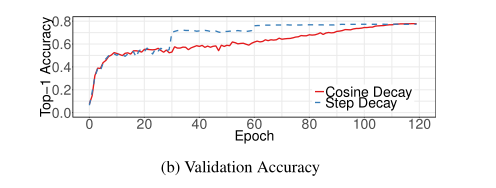 Top-1 Accuracy
0.8
0.6
0.4
0.2
0.0
Cosine Decay
Step Decay
0 20 40 60 80 100 120
Epoch
(b) Validation Accuracy